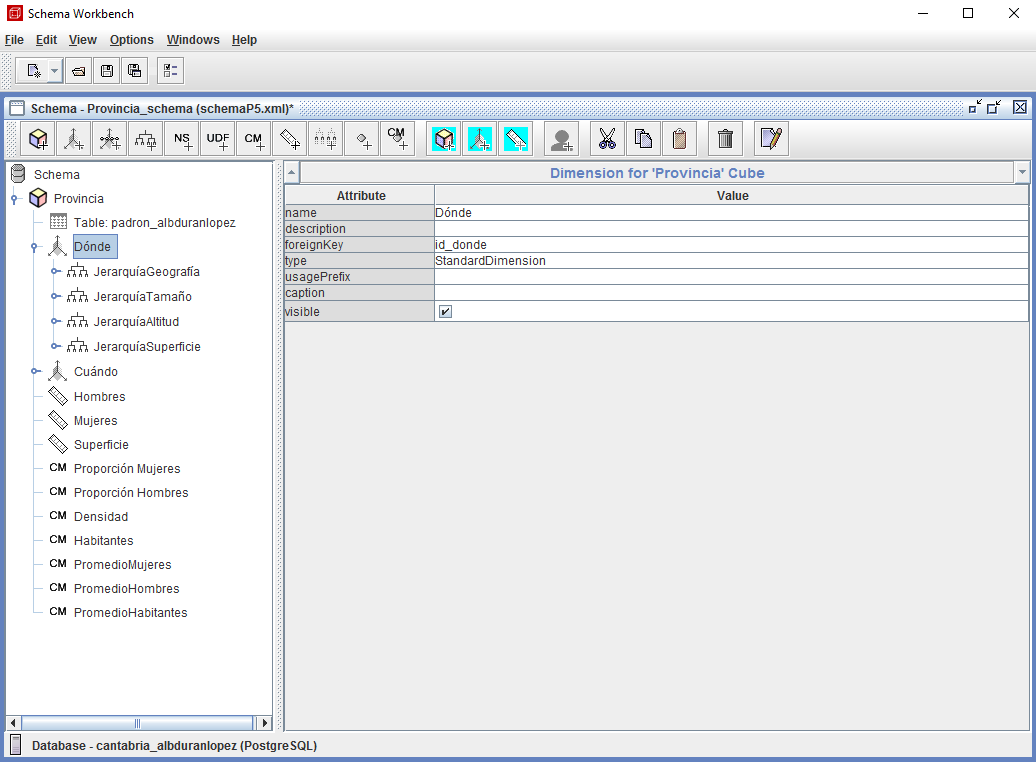 Schema Workbench
File Edit View Options Windows Help
Schema - Provincia_schema (schemaP5.xml)*
NS UDF CM CM
Schema
Provincia
Table: padron_albduranlopez
Dónde
JerarquíaGeografía
JerarquíaTamaño
JerarquíaAltitud
JerarquíaSuperficie
Cuándo
Hombres
Mujeres
Superficie
CM Proporción Mujeres
CM Proporción Hombres
CM Densidad
CM Habitantes
CM PromedioMujeres
CM PromedioHombres
CM PromedioHabitantes
Dimension for 'Provincia' Cube
Attribute Value
name Dónde
description
foreignKey id_donde
type StandardDimension
usagePrefix
caption
visible
Database - cantabria_albduranlopez (PostgreSQL)